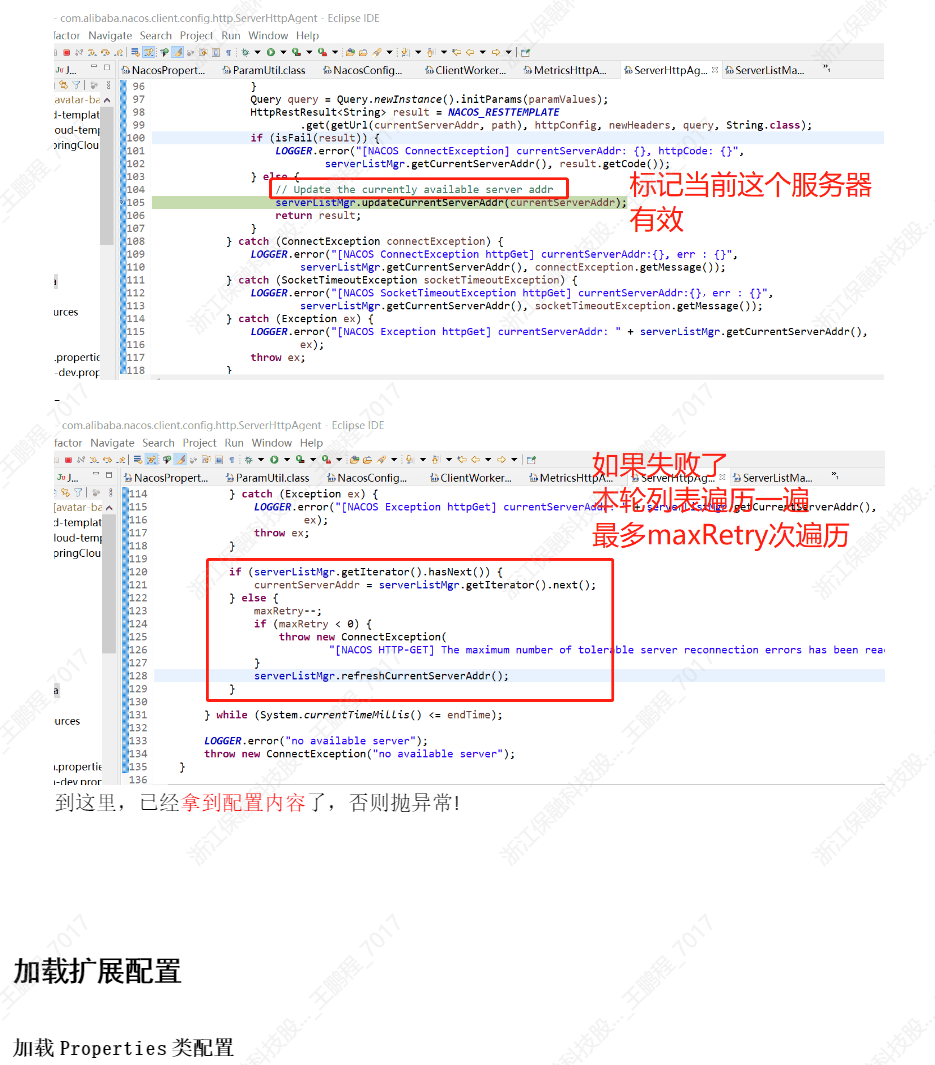 - com.alibaba.nacos.client.config.http.ServerHttpAgent - Eclipse IDE
factor Navigate Search Project Run Window Help
J... NacosPropert... ParamUtil.class NacosConfig... ClientWorker... MetricsHttpA... ServerHttpAg... ServerListMa...
96 }
97 Query query = Query.newInstance().initParams(paramValues);
98 HttpRestResult<String> result = NACOS_RESTTEMPLATE
99 .get(getUrl(currentServerAddr, path), httpConfig, newHeaders, query, String.class);
100 if (isFail(result)) {
101 LOGGER.error("[NACOS ConnectException] currentServerAddr: {}, httpCode: {}",
102 serverListMgr.getCurrentServerAddr(), result.getCode());
103 } else {
104 // Update the currently available server addr
105 serverListMgr.updateCurrentServerAddr(currentServerAddr);
106 return result;
107 }
108 } catch (ConnectException connectException) {
109 LOGGER.error("[NACOS ConnectException httpGet] currentServerAddr:{}, err : {}",
110 serverListMgr.getCurrentServerAddr(), connectException.getMessage());
111 } catch (SocketTimeoutException socketTimeoutException) {
112 LOGGER.error("[NACOS SocketTimeoutException httpGet] currentServerAddr:{}, err : {}",
113 serverListMgr.getCurrentServerAddr(), socketTimeoutException.getMessage());
114 } catch (Exception ex) {
115 LOGGER.error("[NACOS Exception httpGet] currentServerAddr: " + serverListMgr.getCurrentServerAddr(),
116 ex);
117 throw ex;
118 }
标记当前这个服务器
有效
avatar-ba
d-templat
oud-temp
pringClou
urces
.propertie
-dev.prop
- com.alibaba.nacos.client.config.http.ServerHttpAgent - Eclipse IDE
factor Navigate Search Project Run Window Help
J... NacosPropert... ParamUtil.class NacosConfig... ClientWorker... MetricsHttpA... ServerHttpAg... ServerListMa...
114 } catch (Exception ex) {
115 LOGGER.error("[NACOS Exception httpGet] currentServerAddr: " + serverListMgr.getCurrentServerAddr(),
116 ex);
117 throw ex;
118 }
119
120 if (serverListMgr.getIterator().hasNext()) {
121 currentServerAddr = serverListMgr.getIterator().next();
122 } else {
123 maxRetry--;
124 if (maxRetry < 0) {
125 throw new ConnectException(
126 "[NACOS HTTP-GET] The maximum number of tolerable server reconnection errors has been rea
127 }
128 serverListMgr.refreshCurrentServerAddr();
129 }
130
131 } while (System.currentTimeMillis() <= endTime);
132
133 LOGGER.error("no available server");
134 throw new ConnectException("no available server");
135 }
136
如果失败了
本轮列表遍历一遍
最多maxRetry次遍历
avatar-ba
d-templat
loud-temp
pringClou
urces
.propertie
-dev.prop
到这里，已经拿到配置内容了，否则抛异常!
加载扩展配置
加载 Properties 类配置
王鹏程_7017
浙江保融科技股...